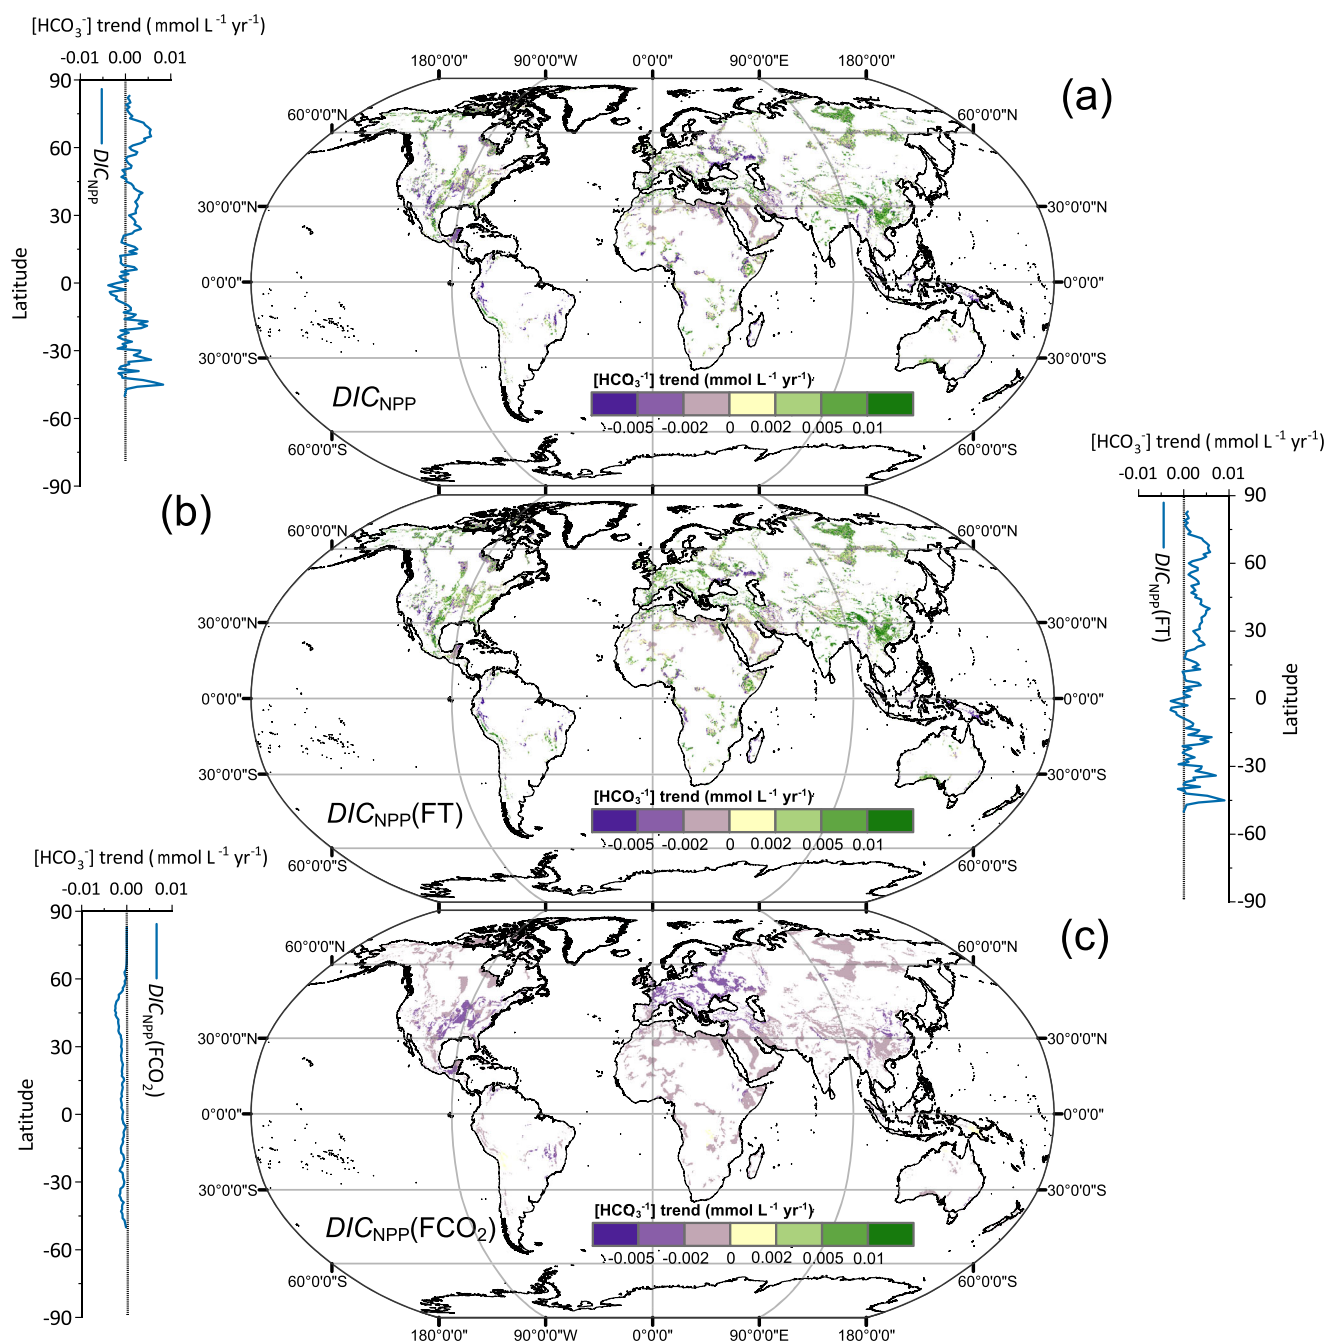 [HCO₃⁻] trend (mmol L⁻¹ yr⁻¹)
-0.01 0.00 0.01
90
60
30
0
-30
-60
-90
Latitude
DIC_NPP
180°0'0" 90°0'0"W 0°0'0" 90°0'0"E 180°0'0"
(a)
60°0'0"N 60°0'0"N
30°0'0"N 30°0'0"N
0°0'0" 0°0'0"
30°0'0"S 30°0'0"S
60°0'0"S 60°0'0"S
DIC_NPP
[HCO₃⁻¹] trend (mmol L⁻¹ yr⁻¹)
-0.005 -0.002 0 0.002 0.005 0.01
[HCO₃⁻] trend (mmol L⁻¹ yr⁻¹)
-0.01 0.00 0.01
90
60
30
0
-30
-60
-90
Latitude
DIC_NPP(FT)
(b)
60°0'0"N 60°0'0"N
30°0'0"N 30°0'0"N
0°0'0" 0°0'0"
30°0'0"S 30°0'0"S
60°0'0"S 60°0'0"S
DIC_NPP(FT)
[HCO₃⁻¹] trend (mmol L⁻¹ yr⁻¹)
-0.005 -0.002 0 0.002 0.005 0.01
[HCO₃⁻] trend (mmol L⁻¹ yr⁻¹)
-0.01 0.00 0.01
90
60
30
0
-30
-60
-90
Latitude
DIC_NPP(FCO₂)
(c)
60°0'0"N 60°0'0"N
30°0'0"N 30°0'0"N
0°0'0" 0°0'0"
30°0'0"S 30°0'0"S
60°0'0"S 60°0'0"S
DIC_NPP(FCO₂)
[HCO₃⁻¹] trend (mmol L⁻¹ yr⁻¹)
-0.005 -0.002 0 0.002 0.005 0.01
180°0'0" 90°0'0"W 0°0'0" 90°0'0"E 180°0'0"